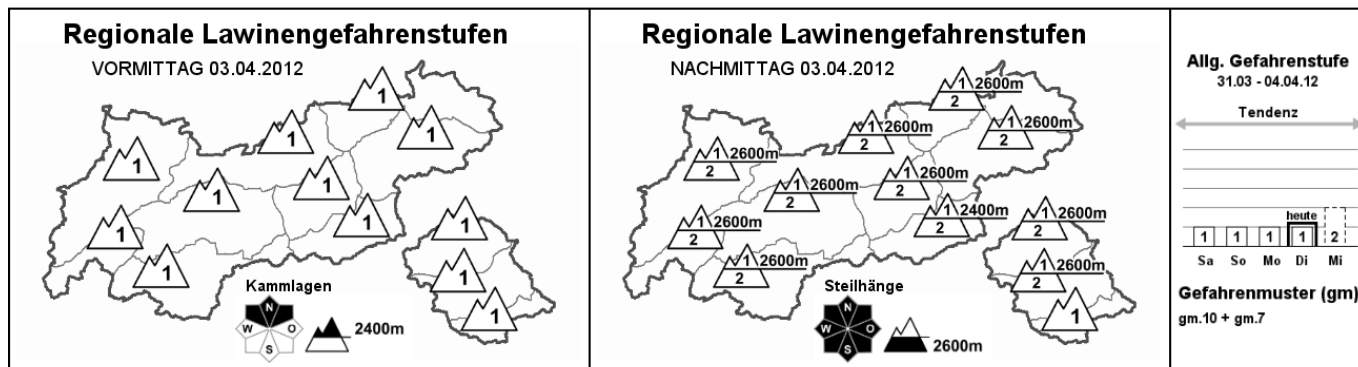 Regionale Lawinengefahrenstufen
VORMITTAG 03.04.2012
1
1
1
1
1
1
1
1
1
1
1
1
Kammlagen
N
W O
S
2400m
Regionale Lawinengefahrenstufen
NACHMITTAG 03.04.2012
1 2600m
2
1 2600m
2
1 2600m
2
1 2600m
2
1 2600m
2
1 2600m
2
1 2400m
2
1 2600m
2
1 2600m
2
1 2600m
2
1 2600m
2
1
Steilhänge
N
W O
S
2600m
Allg. Gefahrenstufe
31.03 - 04.04.12
Tendenz
heute
1 1 1 1 2
Sa So Mo Di Mi
Gefahrenmuster (gm)
gm.10 + gm.7